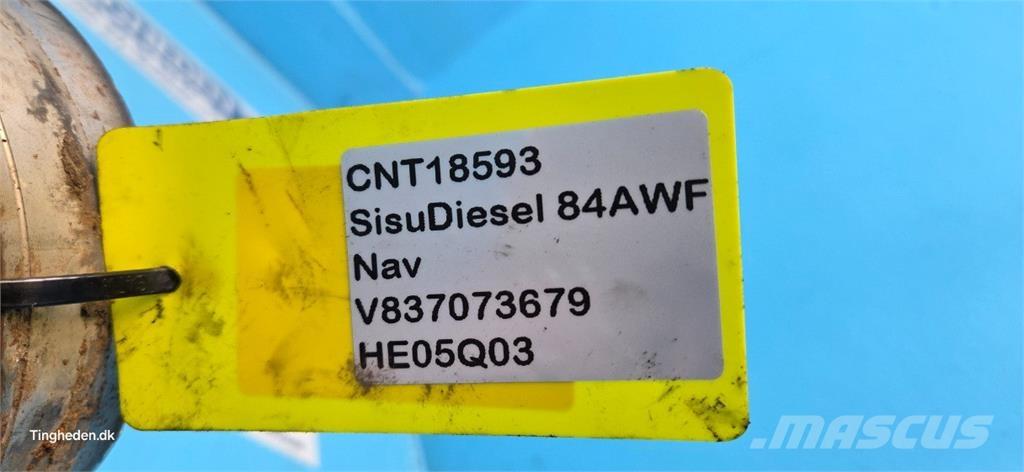 CNT18593
SisuDiesel 84AWF
Nav
V837073679
HE05Q03
Tingheden.dk
MASCUS